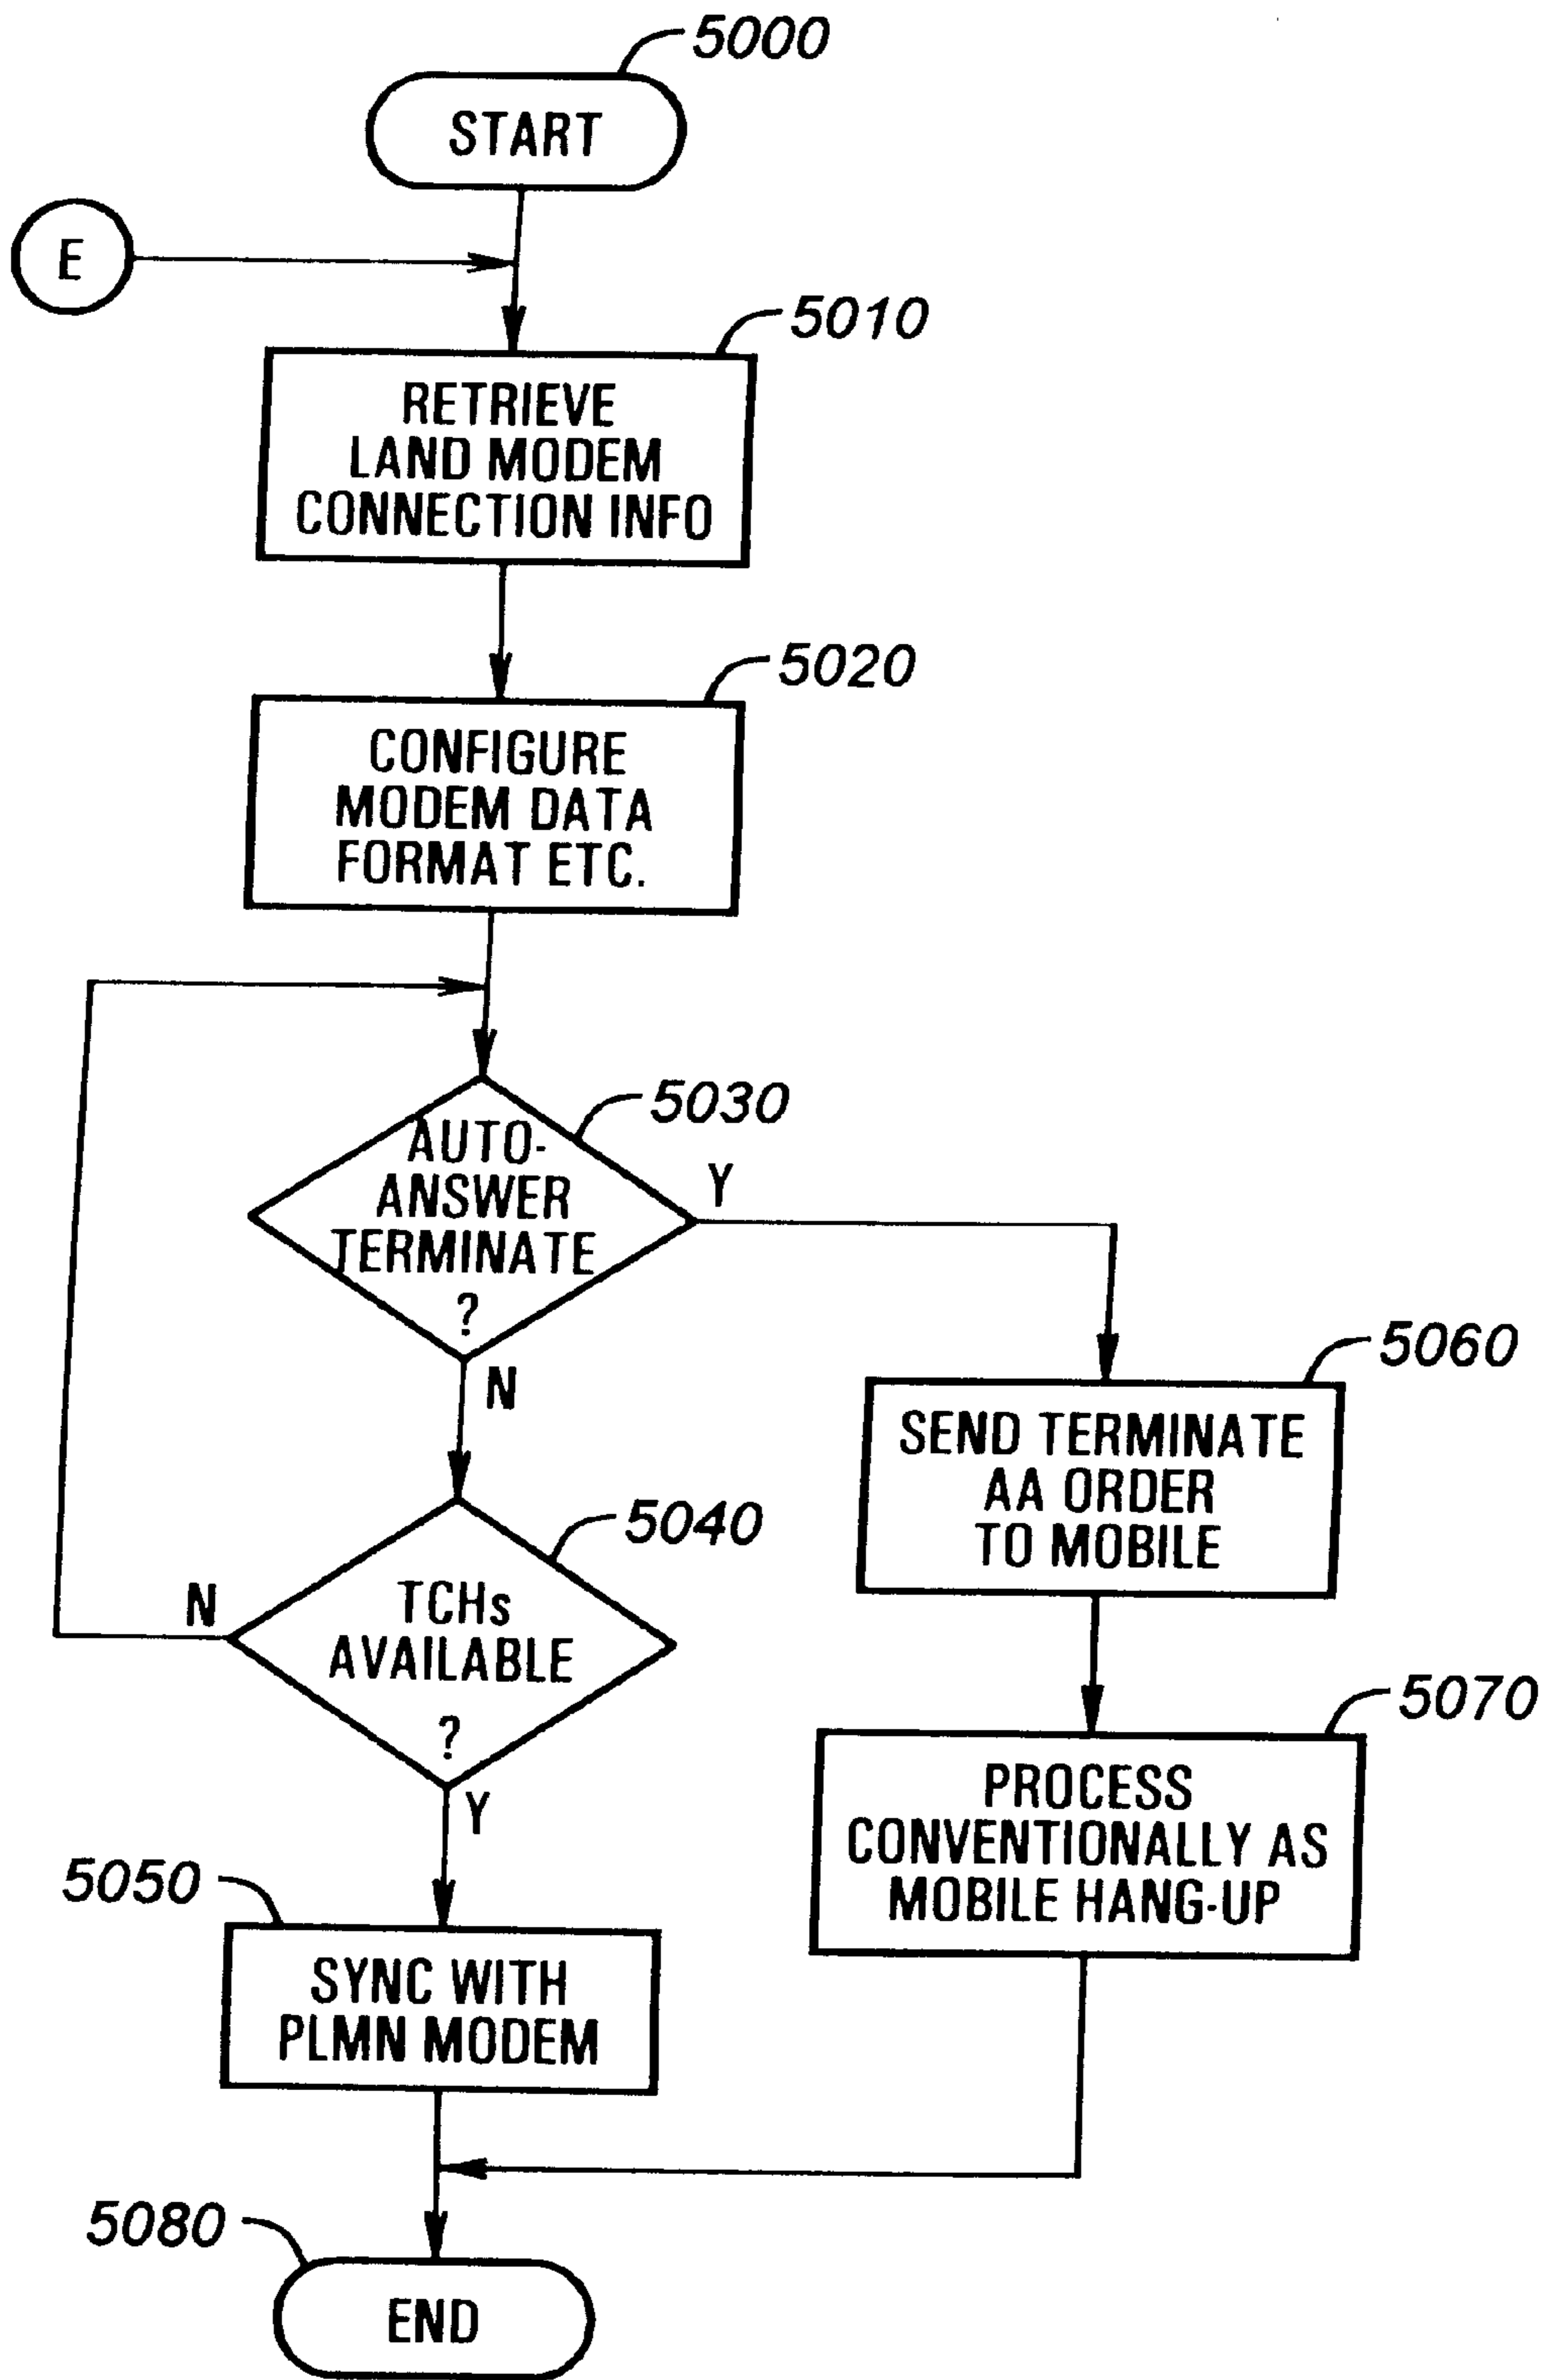 5000
START
E
5010
RETRIEVE
LAND MODEM
CONNECTION INFO
5020
CONFIGURE
MODEM DATA
FORMAT ETC.
5030
AUTO-
ANSWER
TERMINATE
?
Y
N
5060
SEND TERMINATE
AA ORDER
TO MOBILE
5040
TCHs
AVAILABLE
?
N
Y
5070
PROCESS
CONVENTIONALLY AS
MOBILE HANG-UP
5050
SYNC WITH
PLMN MODEM
5080
END